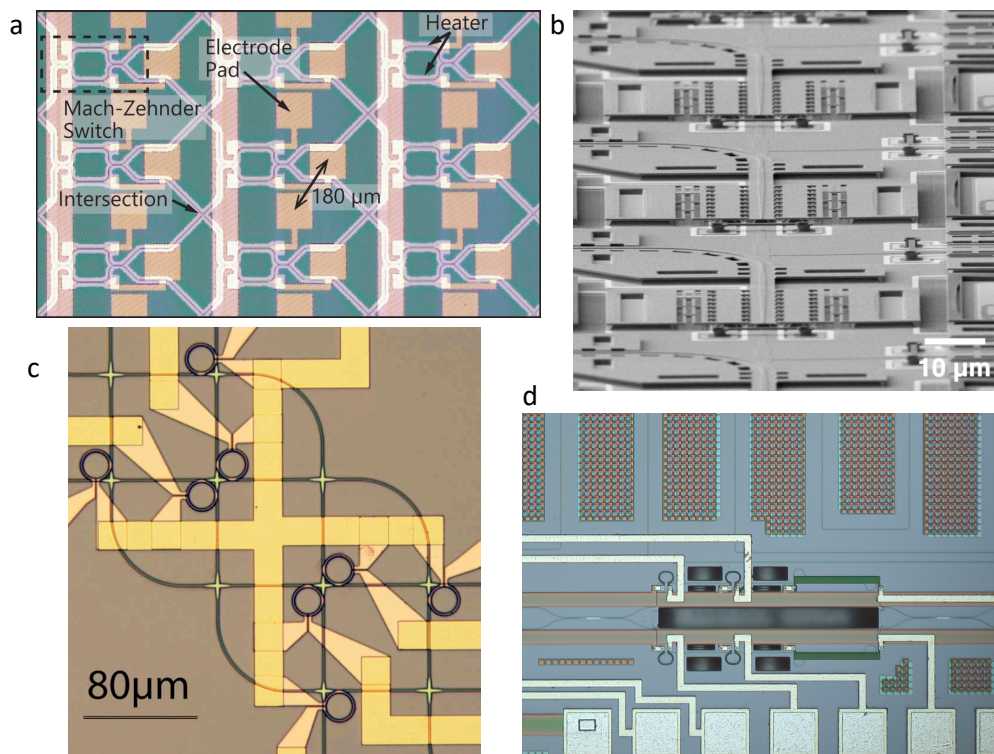 a
Electrode
Pad
Heater
Mach-Zehnder
Switch
Intersection
180 μm
b
10 μm
c
80μm
d